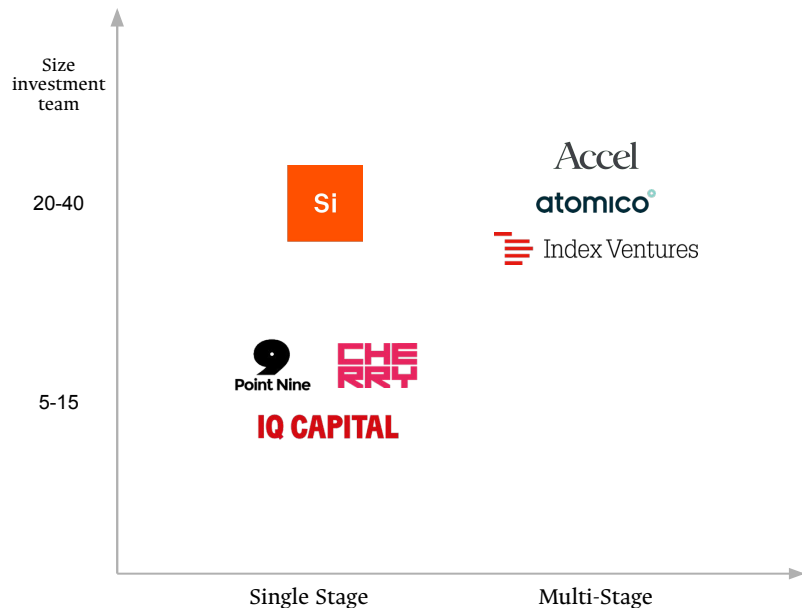 Size
investment
team
Accel
20-40
Si
atomico
Index Ventures
9
Point Nine
CHE
RRY
5-15
IQ CAPITAL
Single Stage
Multi-Stage